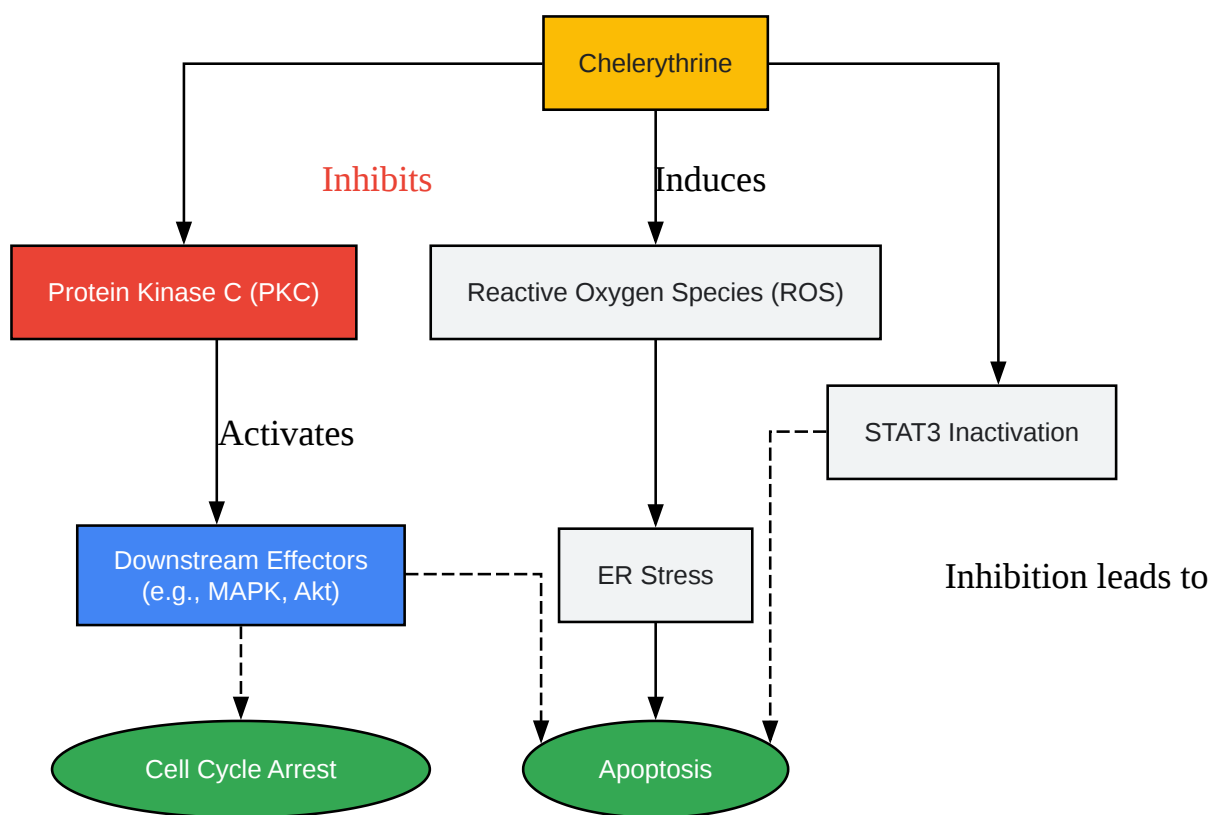 Chelerythrine
Inhibits
Induces
Protein Kinase C (PKC)
Reactive Oxygen Species (ROS)
Activates
STAT3 Inactivation
Downstream Effectors
(e.g., MAPK, Akt)
ER Stress
Inhibition leads to
Cell Cycle Arrest
Apoptosis